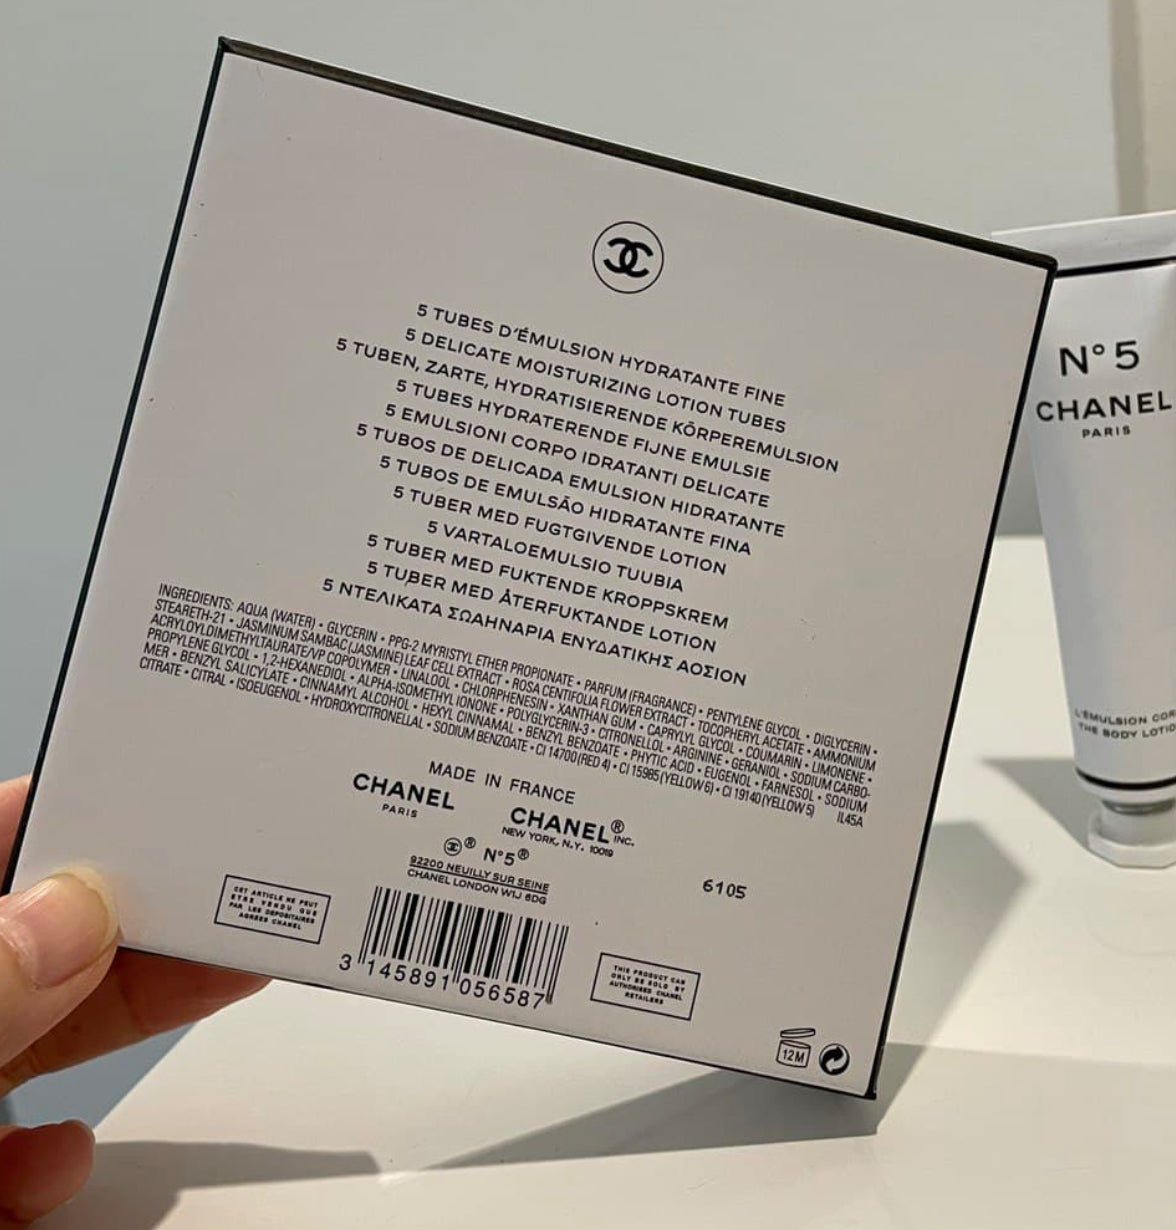 5 TUBES D'ÉMULSION HYDRATANTE FINE
5 DELICATE MOISTURIZING LOTION TUBES
5 TUBEN, ZARTE, HYDRATISIERENDE KÖRPEREMULSION
5 TUBES HYDRATERENDE FIJNE EMULSIE
5 EMULSIONI CORPO IDRATANTI DELICATE
5 TUBOS DE DELICADA EMULSION HIDRATANTE
5 TUBOS DE EMULSÃO HIDRATANTE FINA
5 TUBER MED FUGTGIVENDE LOTION
5 VARTALOEMULSIO TUUBIA
5 TUBER MED FUKTENDE KROPPSKREM
5 TUBER MED ÅTERFUKTANDE LOTION
5 ΝΤΕΛΙΚΑΤΑ ΣΩΛΗΝΑΡΙΑ ΕΝΥΔΑΤΙΚΗΣ ΛΟΣΙΟΝ
INGREDIENTS: AQUA (WATER) • GLYCERIN • PPG-2 MYRISTYL ETHER PROPIONATE • PARFUM (FRAGRANCE) • PENTYLENE GLYCOL • DIGLYCERIN •
STEARETH-21 • JASMINUM SAMBAC (JASMINE) LEAF CELL EXTRACT • ROSA CENTIFOLIA FLOWER EXTRACT • TOCOPHERYL ACETATE • AMMONIUM
ACRYLOYLDIMETHYLTAURATE/VP COPOLYMER • LINALOOL • CHLORPHENESIN • XANTHAN GUM • CAPRYLYL GLYCOL • COUMARIN • LIMONENE •
PROPYLENE GLYCOL • 1,2-HEXANEDIOL • ALPHA-ISOMETHYL IONONE • POLYGLYCERIN-3 • CITRONELLOL • ARGININE • GERANIOL • SODIUM CARBO-
MER • BENZYL SALICYLATE • CINNAMYL ALCOHOL • HEXYL CINNAMAL • BENZYL BENZOATE • PHYTIC ACID • EUGENOL • FARNESOL • SODIUM
CITRATE • CITRAL • ISOEUGENOL • HYDROXYCITRONELLAL • SODIUM BENZOATE • CI 14700 (RED 4) • CI 15985 (YELLOW 6) • CI 19140 (YELLOW 5) IL45A
MADE IN FRANCE
CHANEL
PARIS
CHANEL® INC.
NEW YORK, N.Y. 10019
® N°5®
92200 NEUILLY SUR SEINE
CHANEL LONDON W1J 6DG
6105
CET ARTICLE NE PEUT
ETRE VENDU QUE
PAR LES DEPOSITAIRES
AGREES CHANEL
3 145891 056587
THIS PRODUCT CAN
ONLY BE SOLD BY
AUTHORISED CHANEL
RETAILERS
12M
N°5
CHANEL
PARIS
L'ÉMULSION COR
THE BODY LOTIO